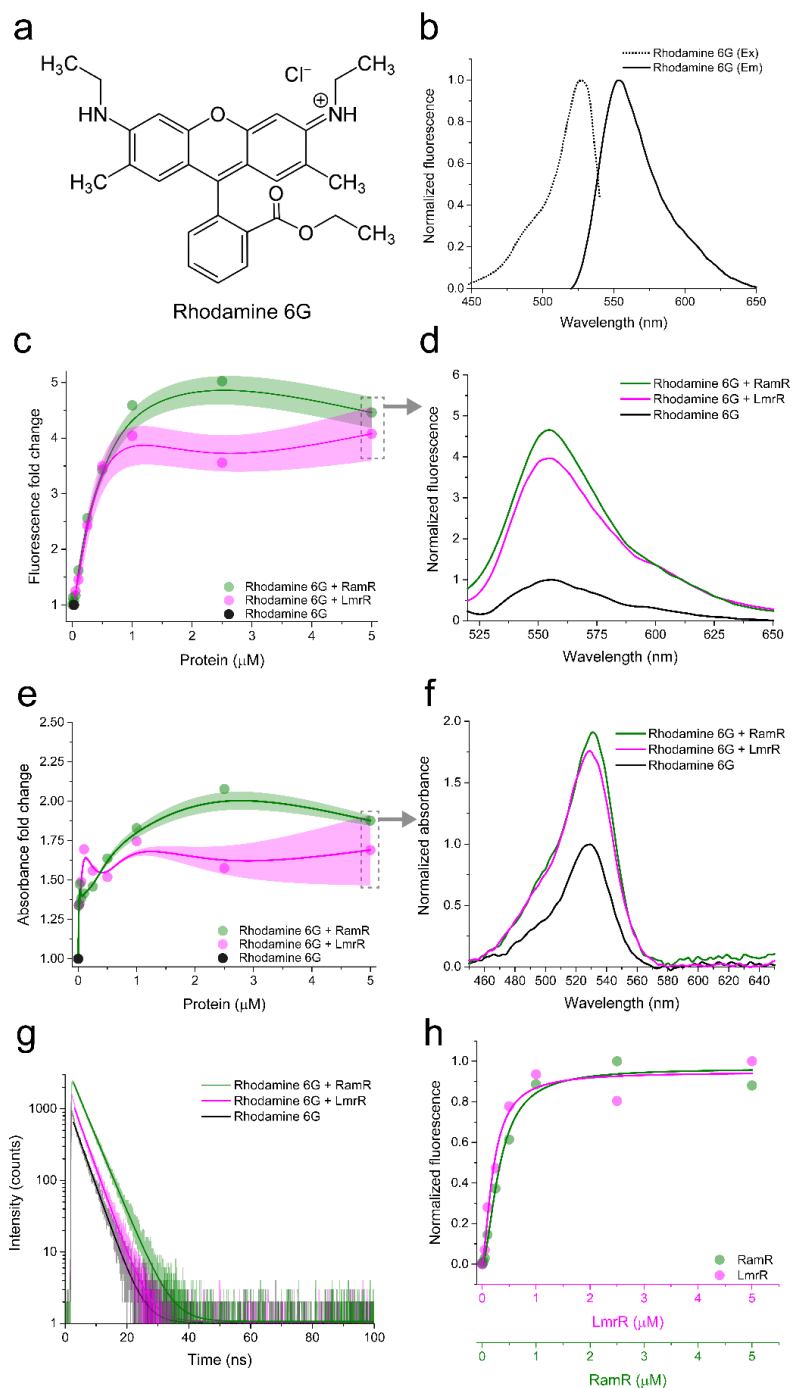 a
H₃C
Cl⁻
CH₃
HN
O
⊕
NH
H₃C
CH₃
O
O
CH₃
Rhodamine 6G
b
Rhodamine 6G (Ex)
Rhodamine 6G (Em)
Normalized fluorescence
1.0
0.8
0.6
0.4
0.2
0.0
450 500 550 600 650
Wavelength (nm)
c
Fluorescence fold change
5
4
3
2
1
Rhodamine 6G + RamR
Rhodamine 6G + LmrR
Rhodamine 6G
0 1 2 3 4 5
Protein (μM)
d
Rhodamine 6G + RamR
Rhodamine 6G + LmrR
Rhodamine 6G
Normalized fluorescence
6
5
4
3
2
1
0
525 550 575 600 625 650
Wavelength (nm)
e
Absorbance fold change
2.50
2.25
2.00
1.75
1.50
1.25
1.00
Rhodamine 6G + RamR
Rhodamine 6G + LmrR
Rhodamine 6G
0 1 2 3 4 5
Protein (μM)
f
Rhodamine 6G + RamR
Rhodamine 6G + LmrR
Rhodamine 6G
Normalized absorbance
2.0
1.5
1.0
0.5
0.0
460 480 500 520 540 560 580 600 620 640
Wavelength (nm)
g
Rhodamine 6G + RamR
Rhodamine 6G + LmrR
Rhodamine 6G
Intensity (counts)
1000
100
10
1
0 20 40 60 80 100
Time (ns)
h
Normalized fluorescence
1.0
0.8
0.6
0.4
0.2
0.0
RamR
LmrR
0 1 2 3 4 5
LmrR (μM)
0 1 2 3 4 5
RamR (μM)